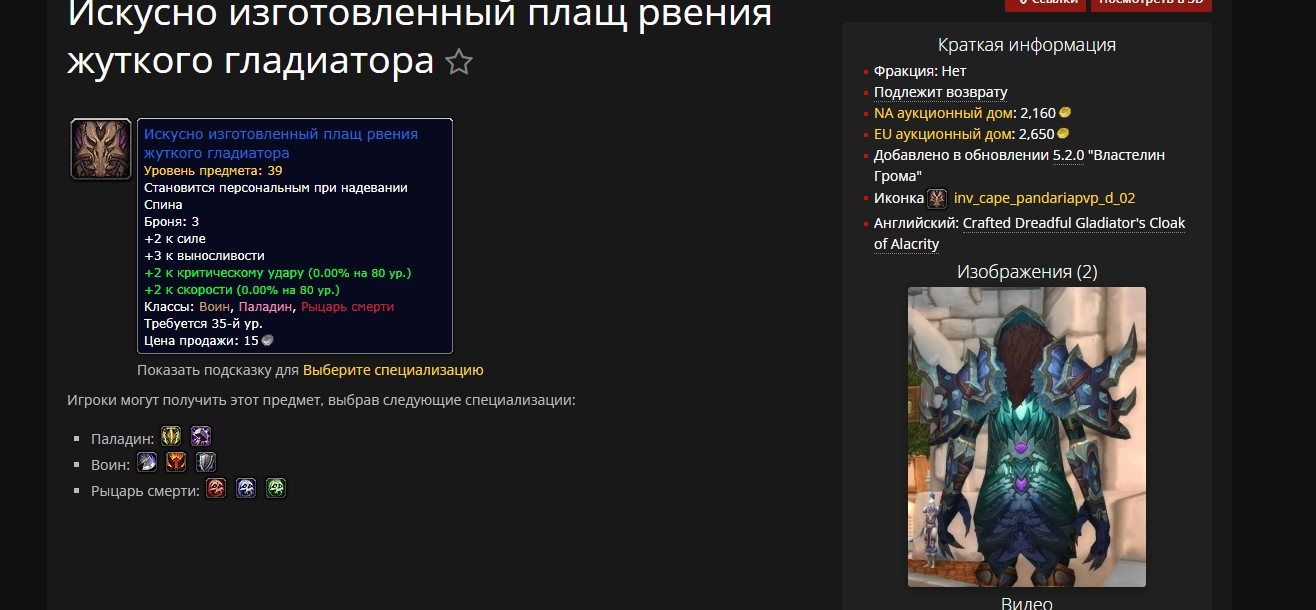 Искусно изготовленный плащ рвения
жуткого гладиатора
Искусно изготовленный плащ рвения
жуткого гладиатора
Уровень предмета: 39
Становится персональным при надевании
Спина
Броня: 3
+2 к силе
+3 к выносливости
+2 к критическому удару (0.00% на 80 ур.)
+2 к скорости (0.00% на 80 ур.)
Классы: Воин, Паладин, Рыцарь смерти
Требуется 35-й ур.
Цена продажи: 15
Показать подсказку для Выберите специализацию
Игроки могут получить этот предмет, выбрав следующие специализации:
Паладин:
Воин:
Рыцарь смерти:
Ссылки
Посмотреть в 3D
Краткая информация
Фракция: Нет
Подлежит возврату
NA аукционный дом: 2,160
EU аукционный дом: 2,650
Добавлено в обновлении 5.2.0 "Властелин
Грома"
Иконка inv_cape_pandariapvp_d_02
Английский: Crafted Dreadful Gladiator's Cloak
of Alacrity
Изображения (2)
Видео